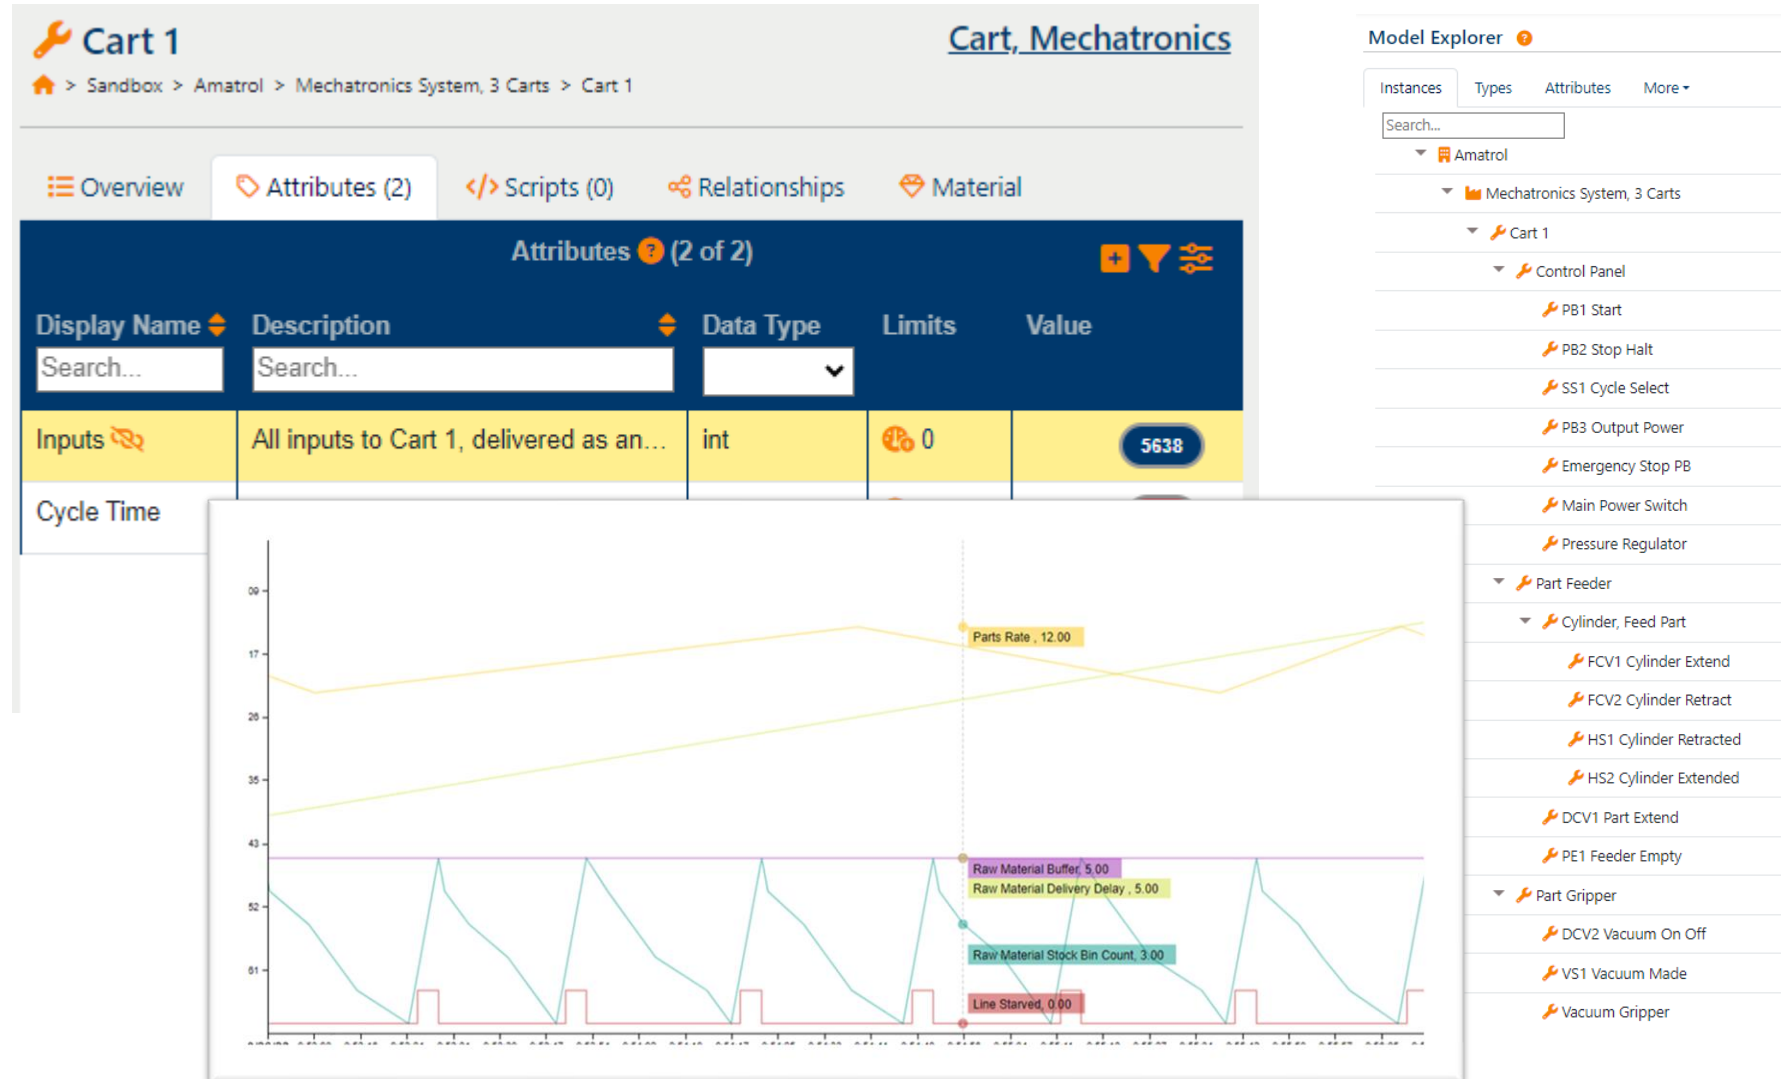 Cart 1
Cart, Mechatronics
> Sandbox > Amatrol > Mechatronics System, 3 Carts > Cart 1
Overview
Attributes (2)
</> Scripts (0)
Relationships
Material
Attributes ? (2 of 2)
Display Name
Description
Data Type
Limits
Value
Search...
Search...
Inputs
All inputs to Cart 1, delivered as an...
int
0
5638
Cycle Time
09
17
26
35
43
52
61
Parts Rate , 12.00
Raw Material Buffer, 5.00
Raw Material Delivery Delay , 5.00
Raw Material Stock Bin Count, 3.00
Line Starved, 0.00
Model Explorer ?
Instances
Types
Attributes
More
Search...
Amatrol
Mechatronics System, 3 Carts
Cart 1
Control Panel
PB1 Start
PB2 Stop Halt
SS1 Cycle Select
PB3 Output Power
Emergency Stop PB
Main Power Switch
Pressure Regulator
Part Feeder
Cylinder, Feed Part
FCV1 Cylinder Extend
FCV2 Cylinder Retract
HS1 Cylinder Retracted
HS2 Cylinder Extended
DCV1 Part Extend
PE1 Feeder Empty
Part Gripper
DCV2 Vacuum On Off
VS1 Vacuum Made
Vacuum Gripper